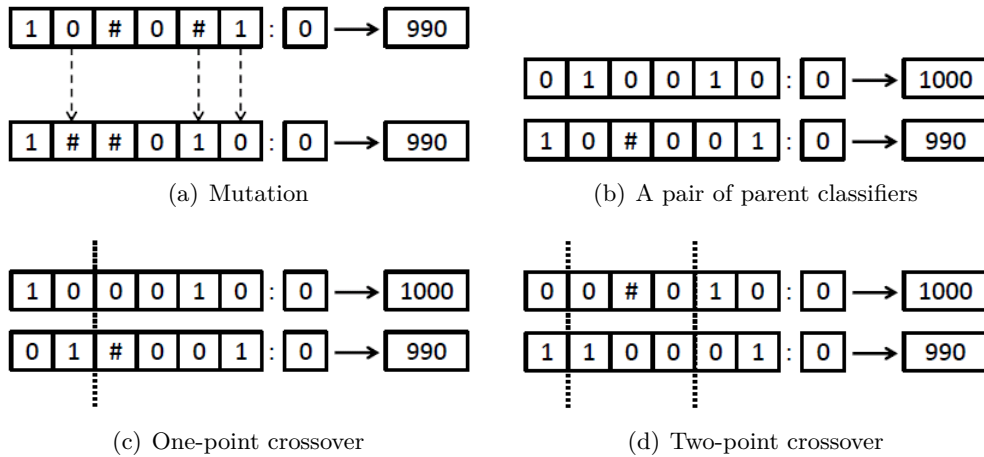 1 0 # 0 # 1 : 0 990
1 # # 0 1 0 : 0 990
(a) Mutation
0 1 0 0 1 0 : 0 1000
1 0 # 0 0 1 : 0 990
(b) A pair of parent classifiers
1 0 0 0 1 0 : 0 1000
0 1 # 0 0 1 : 0 990
(c) One-point crossover
0 0 # 0 1 0 : 0 1000
1 1 0 0 0 1 : 0 990
(d) Two-point crossover